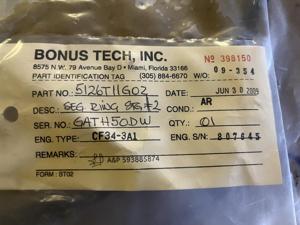 BONUS TECH, INC. Nº 398150
8575 N.W. 79 Avenue Bay D • Miami, Florida 33166 09-354
PART IDENTIFICATION TAG (305) 884-6670 W/O:
PART NO: 5126T11G02 DATE: JUN 30 2009
DESC.: SEG RING STG #2 COND: AR
SER. NO: GATH50DW QTY.: 01
ENG. TYPE: CF34-3A1 ENG. S/N: 807645
REMARKS: A&P 593885874
FORM: BT02